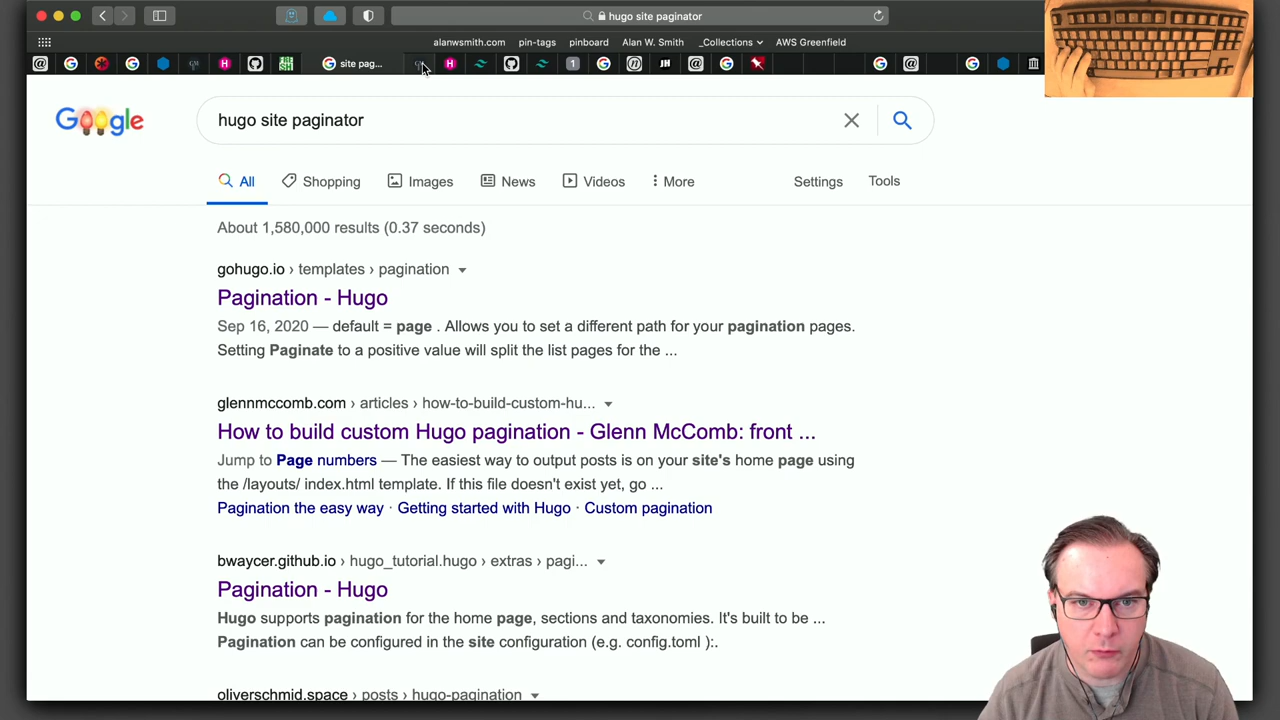 hugo site paginator
alanwsmith.com pin-tags pinboard Alan W. Smith _Collections AWS Greenfield
site pag...
Google
hugo site paginator
All Shopping Images News Videos More Settings Tools
About 1,580,000 results (0.37 seconds)
gohugo.io › templates › pagination
Pagination - Hugo
Sep 16, 2020 — default = page . Allows you to set a different path for your pagination pages.
Setting Paginate to a positive value will split the list pages for the ...
glennmccomb.com › articles › how-to-build-custom-hu...
How to build custom Hugo pagination - Glenn McComb: front ...
Jump to Page numbers — The easiest way to output posts is on your site's home page using
the /layouts/ index.html template. If this file doesn't exist yet, go ...
Pagination the easy way · Getting started with Hugo · Custom pagination
bwaycer.github.io › hugo_tutorial.hugo › extras › pagi...
Pagination - Hugo
Hugo supports pagination for the home page, sections and taxonomies. It's built to be ...
Pagination can be configured in the site configuration (e.g. config.toml ):.
oliverschmid.space › posts › hugo-pagination